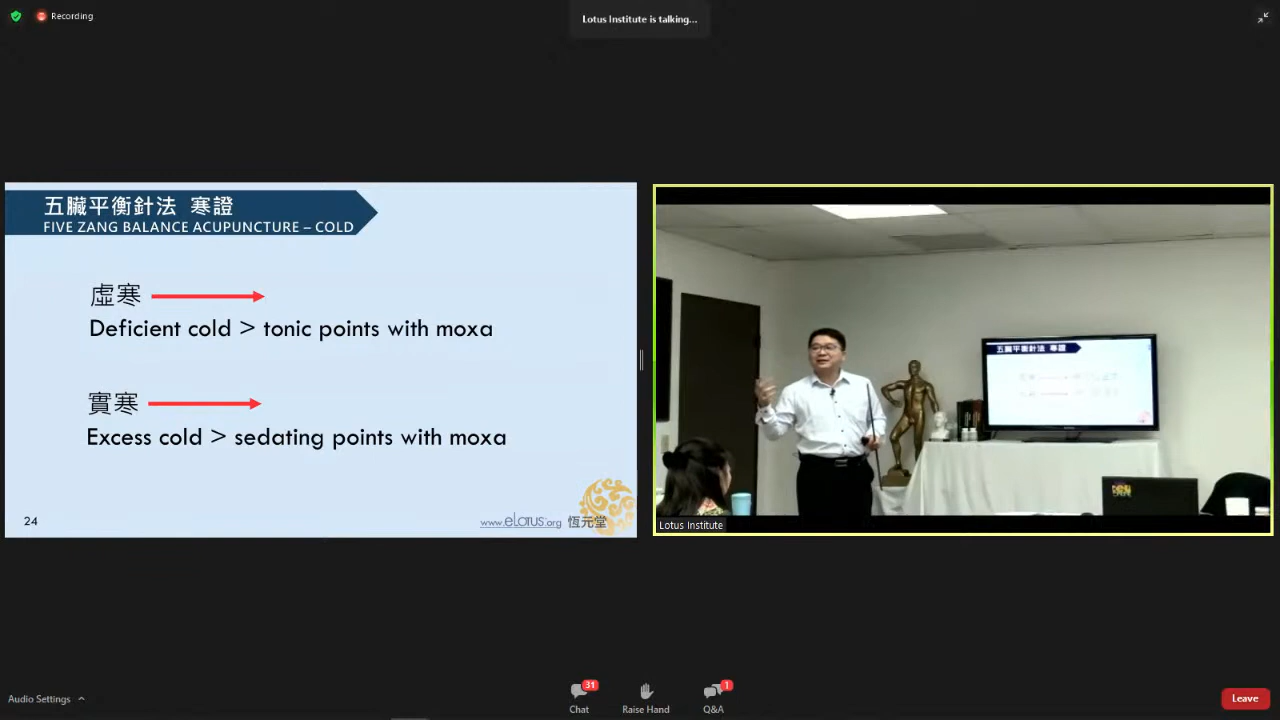 Recording
Lotus Institute is talking...
五臟平衡針法 寒證
FIVE ZANG BALANCE ACUPUNCTURE – COLD
虛寒
Deficient cold > tonic points with moxa
實寒
Excess cold > sedating points with moxa
24
www.eLotus.org 恆元堂
五臟平衡針法 寒證
Lotus Institute
Audio Settings
31
Chat
Raise Hand
1
Q&A
Leave